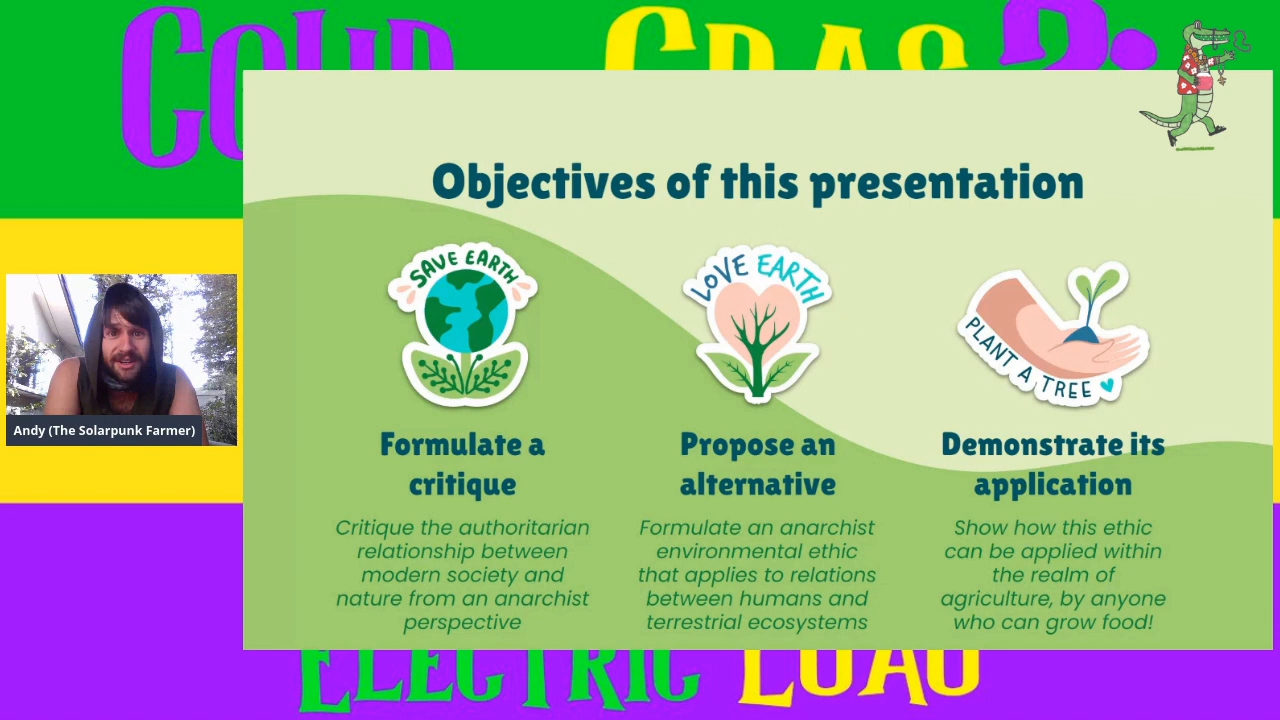 Objectives of this presentation
SAVE EARTH
LOVE EARTH
PLANT A TREE
Formulate a
critique
Critique the authoritarian
relationship between
modern society and
nature from an anarchist
perspective
Propose an
alternative
Formulate an anarchist
environmental ethic
that applies to relations
between humans and
terrestrial ecosystems
Demonstrate its
application
Show how this ethic
can be applied within
the realm of
agriculture, by anyone
who can grow food!
Andy (The Solarpunk Farmer)
ELECTRIC